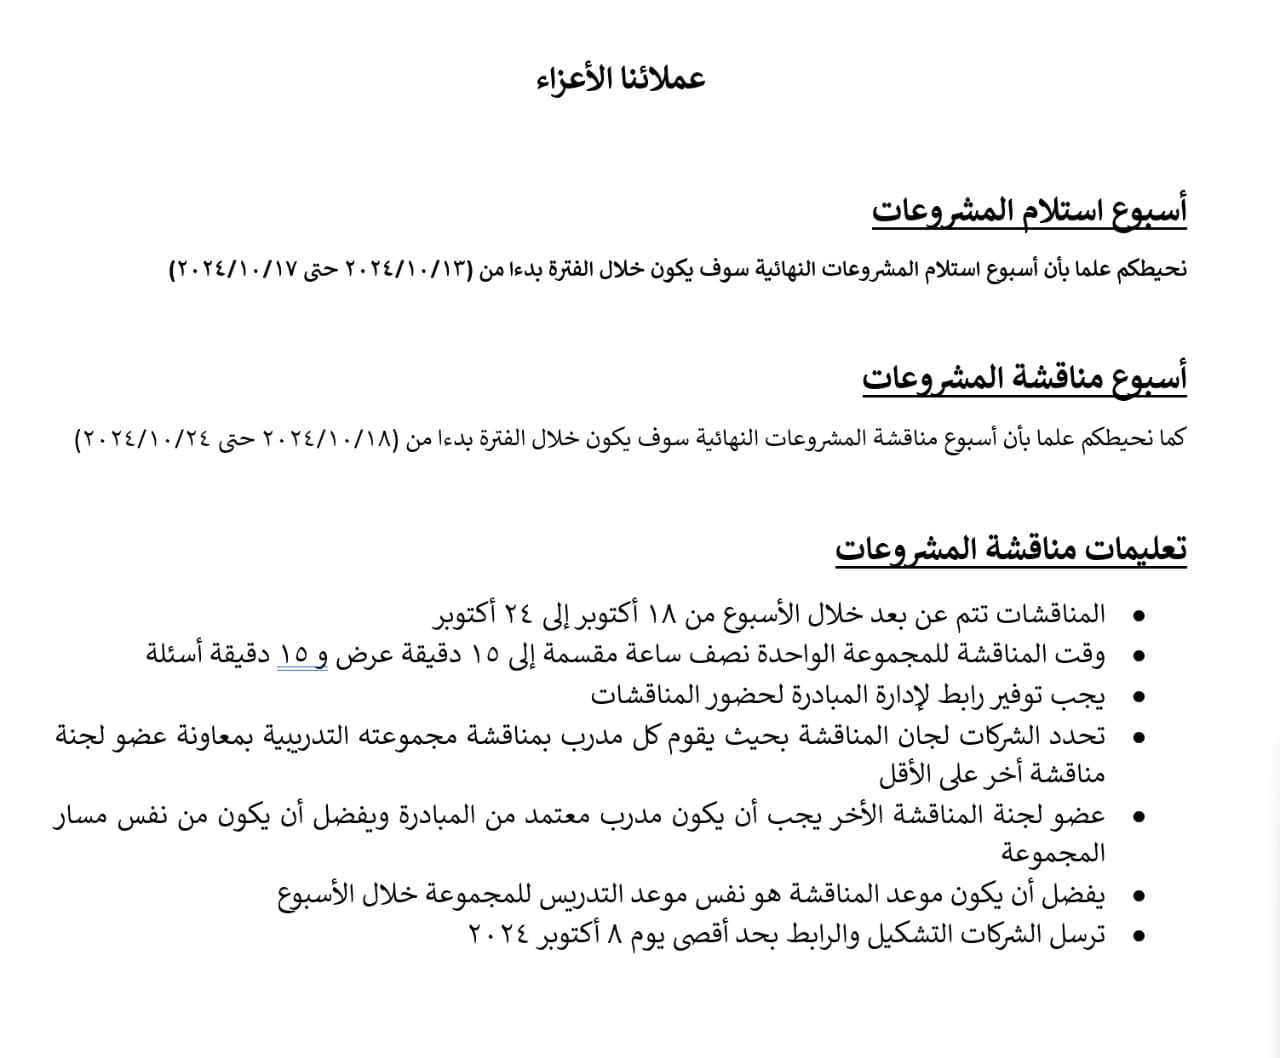 عملائنا الأعزاء
أسبوع استلام المشروعات
نحيطكم علما بأن أسبوع استلام المشروعات النهائية سوف يكون خلال الفترة بدءا من (٢٠٢٤/١٠/١٣ حتى ٢٠٢٤/١٠/١٧)
أسبوع مناقشة المشروعات
كما نحيطكم علما بأن أسبوع مناقشة المشروعات النهائية سوف يكون خلال الفترة بدءا من (٢٠٢٤/١٠/١٨ حتى ٢٠٢٤/١٠/٢٤)
تعليمات مناقشة المشروعات
● المناقشات تتم عن بعد خلال الأسبوع من ١٨ أكتوبر إلى ٢٤ أكتوبر
● وقت المناقشة للمجموعة الواحدة نصف ساعة مقسمة إلى ١٥ دقيقة عرض و ١٥ دقيقة أسئلة
● يجب توفير رابط لإدارة المبادرة لحضور المناقشات
● تحدد الشركات لجان المناقشة بحيث يقوم كل مدرب بمناقشة مجموعته التدريبية بمعاونة عضو لجنة
مناقشة أخر على الأقل
● عضو لجنة المناقشة الأخر يجب أن يكون مدرب معتمد من المبادرة ويفضل أن يكون من نفس مسار
المجموعة
● يفضل أن يكون موعد المناقشة هو نفس موعد التدريس للمجموعة خلال الأسبوع
● ترسل الشركات التشكيل والرابط بحد أقصى يوم ٨ أكتوبر ٢٠٢٤